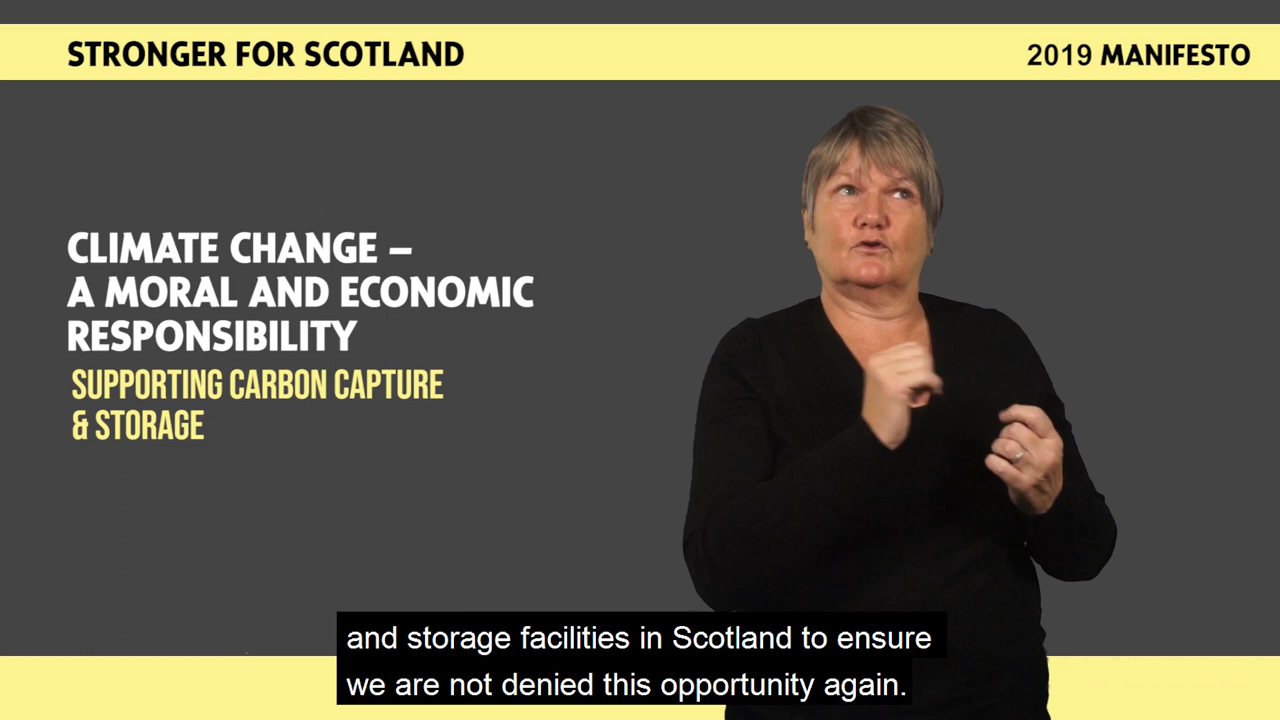 STRONGER FOR SCOTLAND
2019 MANIFESTO
CLIMATE CHANGE –
A MORAL AND ECONOMIC
RESPONSIBILITY
SUPPORTING CARBON CAPTURE
& STORAGE
and storage facilities in Scotland to ensure
we are not denied this opportunity again.